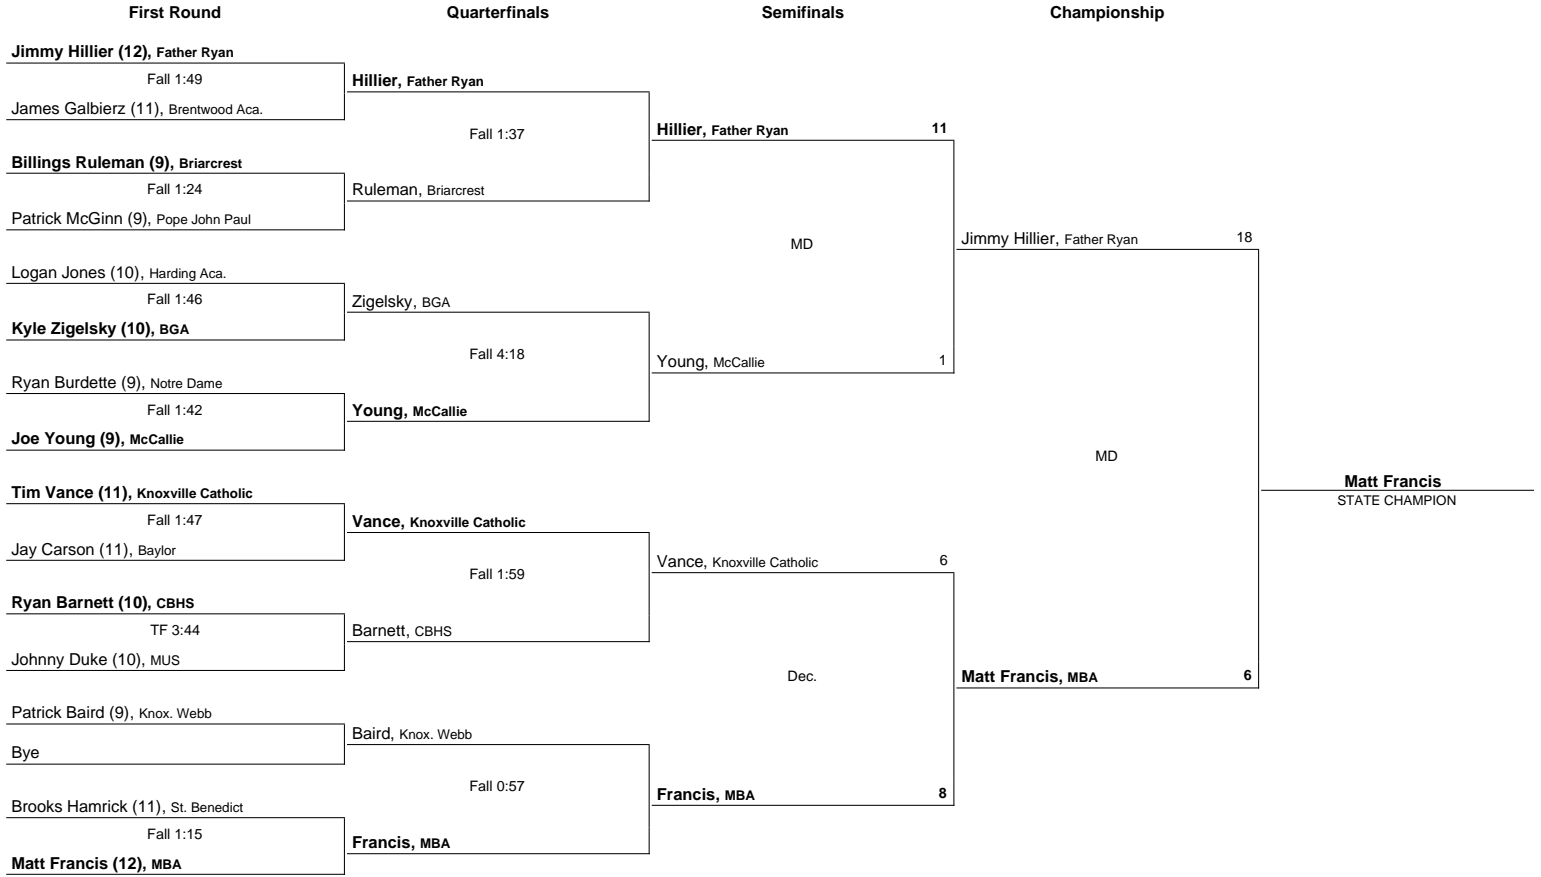 First Round
Quarterfinals
Semifinals
Championship
Jimmy Hillier (12), Father Ryan
Fall 1:49
James Galbierz (11), Brentwood Aca.
Billings Ruleman (9), Briarcrest
Fall 1:24
Patrick McGinn (9), Pope John Paul
Logan Jones (10), Harding Aca.
Fall 1:46
Kyle Zigelsky (10), BGA
Ryan Burdette (9), Notre Dame
Fall 1:42
Joe Young (9), McCallie
Tim Vance (11), Knoxville Catholic
Fall 1:47
Jay Carson (11), Baylor
Ryan Barnett (10), CBHS
TF 3:44
Johnny Duke (10), MUS
Patrick Baird (9), Knox. Webb
Bye
Brooks Hamrick (11), St. Benedict
Fall 1:15
Matt Francis (12), MBA
Hillier, Father Ryan
Fall 1:37
Ruleman, Briarcrest
Zigelsky, BGA
Fall 4:18
Young, McCallie
Vance, Knoxville Catholic
Fall 1:59
Barnett, CBHS
Baird, Knox. Webb
Fall 0:57
Francis, MBA
Hillier, Father Ryan 11
MD
Young, McCallie 1
Vance, Knoxville Catholic 6
Dec.
Francis, MBA 8
Jimmy Hillier, Father Ryan 18
MD
Matt Francis, MBA 6
Matt Francis
STATE CHAMPION